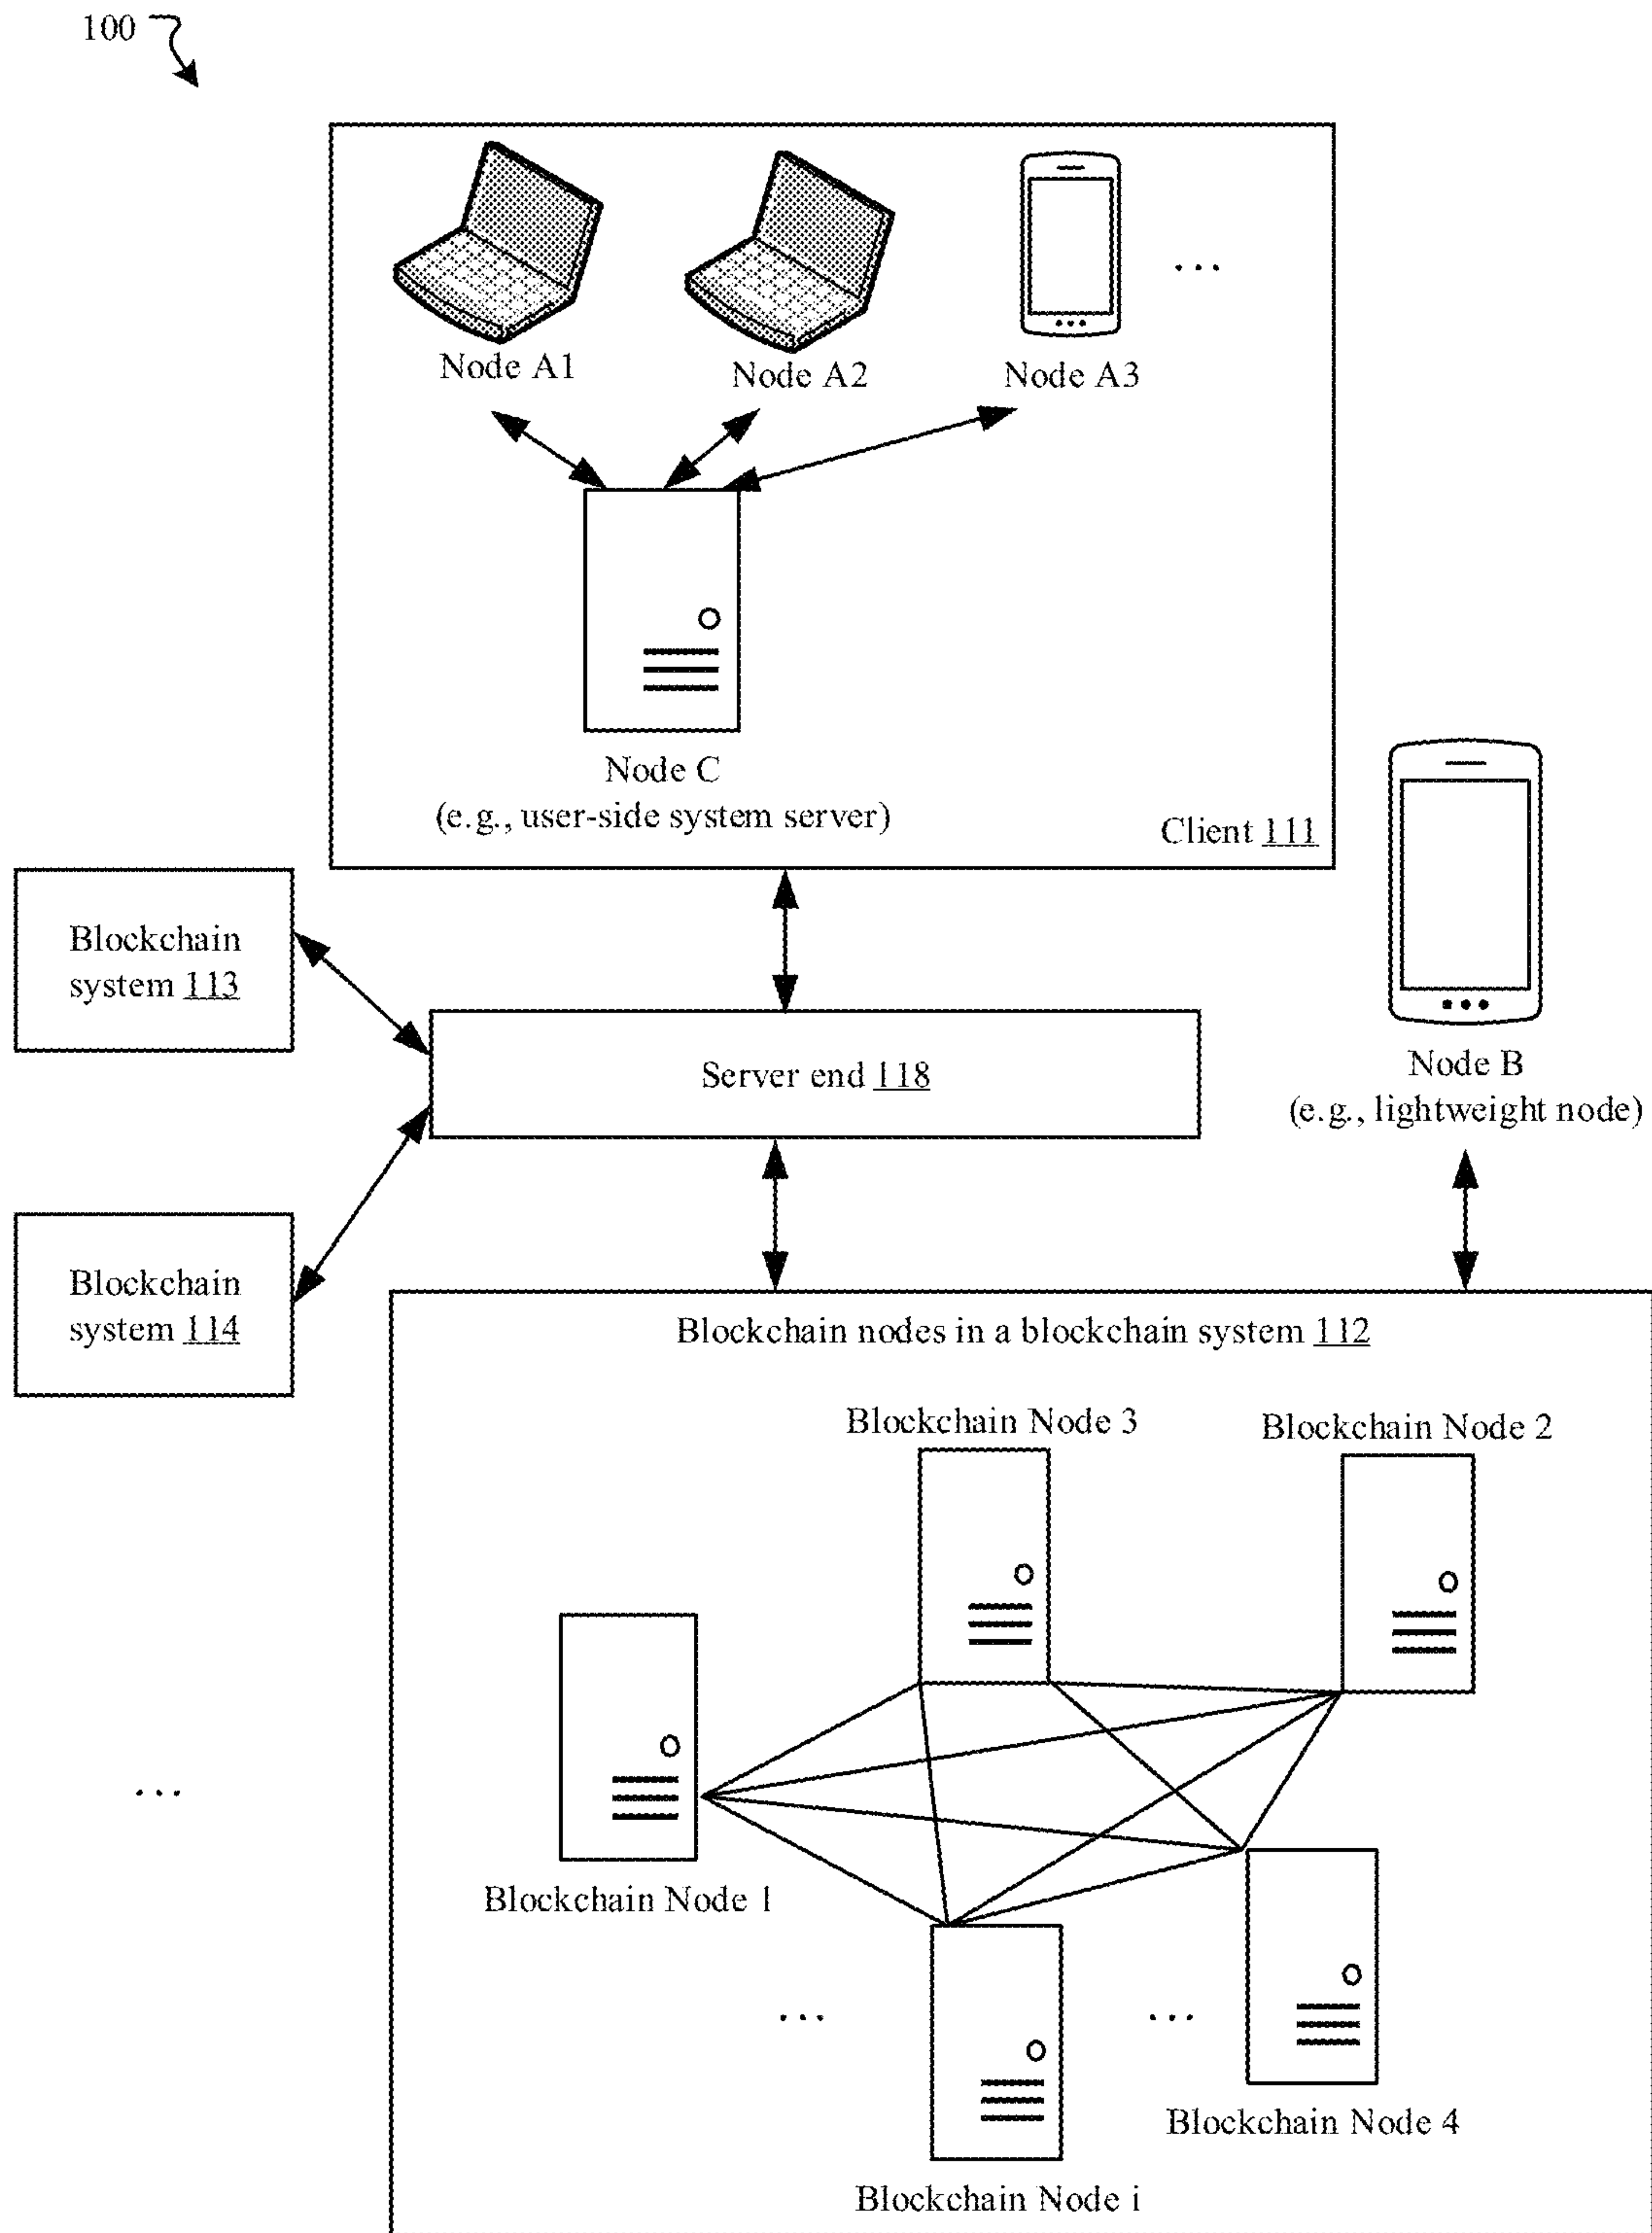 100
Node A1
Node A2
Node A3
...
Node C
(e.g., user-side system server)
Client 111
Blockchain
system 113
Server end 118
Node B
(e.g., lightweight node)
Blockchain
system 114
Blockchain nodes in a blockchain system 112
Blockchain Node 3
Blockchain Node 2
...
Blockchain Node 1
...
...
Blockchain Node 4
Blockchain Node i